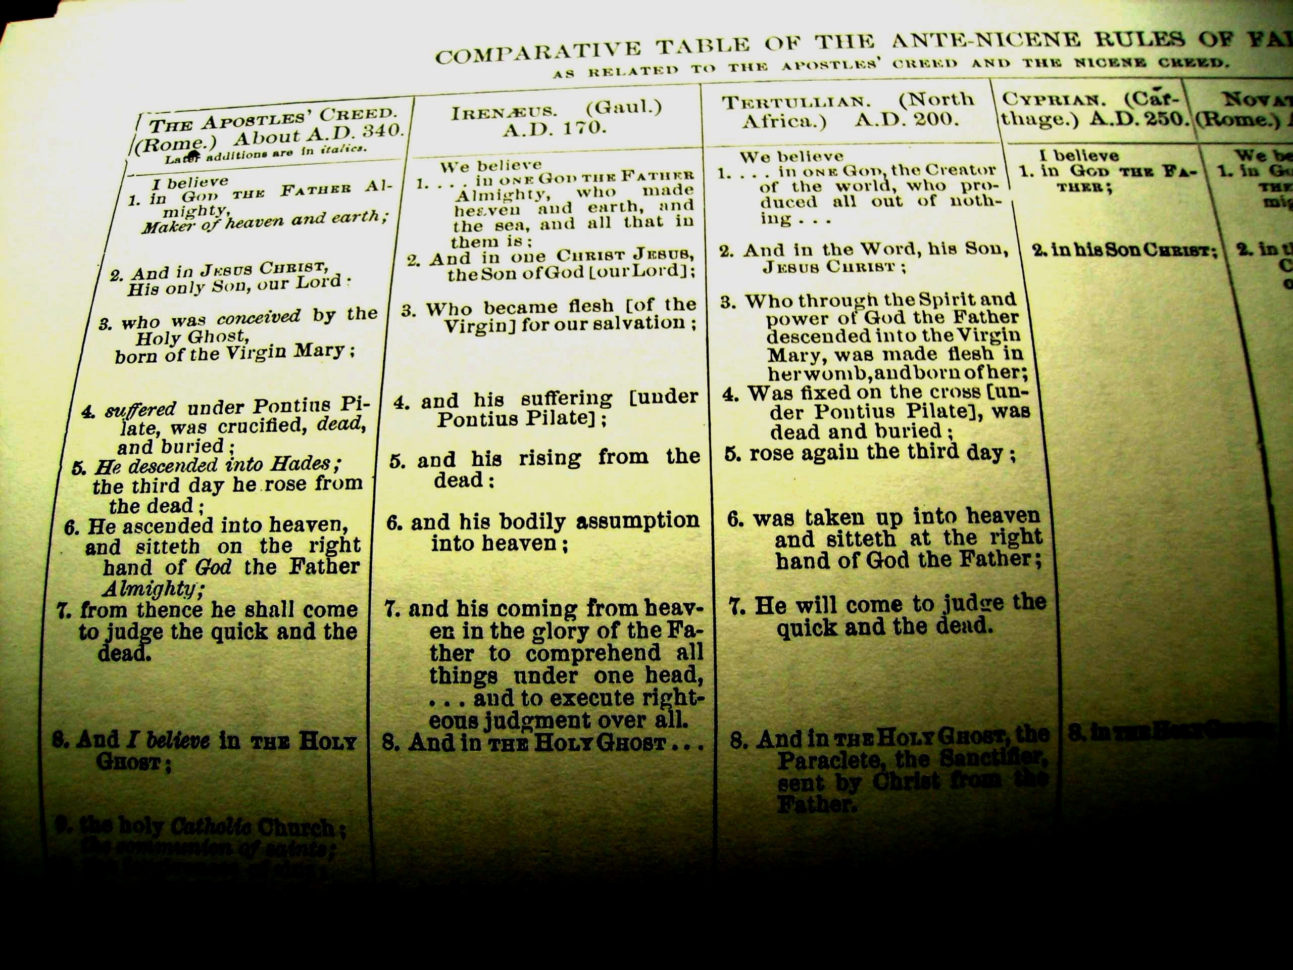 COMPARATIVE TABLE OF THE ANTE-NICENE RULES OF
AS RELATED TO THE APOSTLES' CREED AND THE NICENE CREED.
THE APOSTLES' CREED.
(Rome.) About A.D. 340.
Later additions are in italics.
I believe
1. in GOD THE FATHER Al-
mighty,
Maker of heaven and earth;
2. And in JESUS CHRIST,
His only Son, our Lord;
3. who was conceived by the
Holy Ghost,
born of the Virgin Mary;
4. suffered under Pontius Pi-
late, was crucified, dead,
and buried;
5. He descended into Hades;
the third day he rose from
the dead;
6. He ascended into heaven,
and sitteth on the right
hand of God the Father
Almighty;
7. from thence he shall come
to judge the quick and the
dead.
8. And I believe in THE HOLY
GHOST;
9. the holy Catholic Church;
the communion of saints;
IRENÆUS. (Gaul.)
A.D. 170.
We believe
1. . . . in ONE GOD THE FATHER
Almighty, who made
heaven and earth, and
the sea, and all that in
them is;
2. And in one CHRIST JESUS,
the Son of God [our Lord];
3. Who became flesh [of the
Virgin] for our salvation;
4. and his suffering [under
Pontius Pilate];
5. and his rising from the
dead:
6. and his bodily assumption
into heaven;
7. and his coming from heav-
en in the glory of the Fa-
ther to comprehend all
things under one head,
. . . and to execute right-
eous judgment over all.
8. And in THE HOLY GHOST . . .
TERTULLIAN. (North
Africa.) A.D. 200.
We believe
1. . . . in ONE GOD, the Creator
of the world, who pro-
duced all out of noth-
ing . . .
2. And in the Word, his Son,
JESUS CHRIST;
3. Who through the Spirit and
power of God the Father
descended into the Virgin
Mary, was made flesh in
her womb, and born of her;
4. Was fixed on the cross [un-
der Pontius Pilate], was
dead and buried;
5. rose again the third day;
6. was taken up into heaven
and sitteth at the right
hand of God the Father;
7. He will come to judge the
quick and the dead.
8. And in THE HOLY GHOST, the
Paraclete, the Sanctifier,
sent by Christ from the
Father.
CYPRIAN. (Car-
thage.) A.D. 250.
I believe
1. in GOD THE FA-
THER;
2. in his Son CHRIST;
8. in THE HOLY GHOST
(Rome.)
We
1. in
2. in